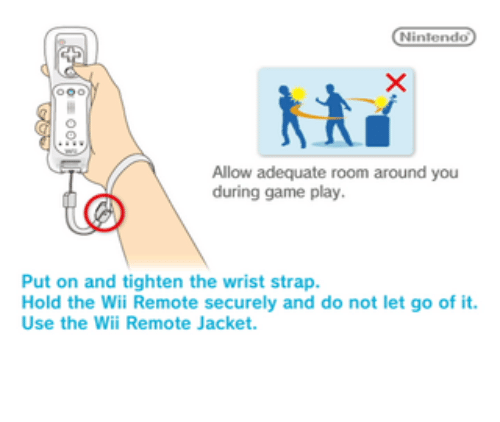 Nintendo
Allow adequate room around you
during game play.
Put on and tighten the wrist strap.
Hold the Wii Remote securely and do not let go of it.
Use the Wii Remote Jacket.